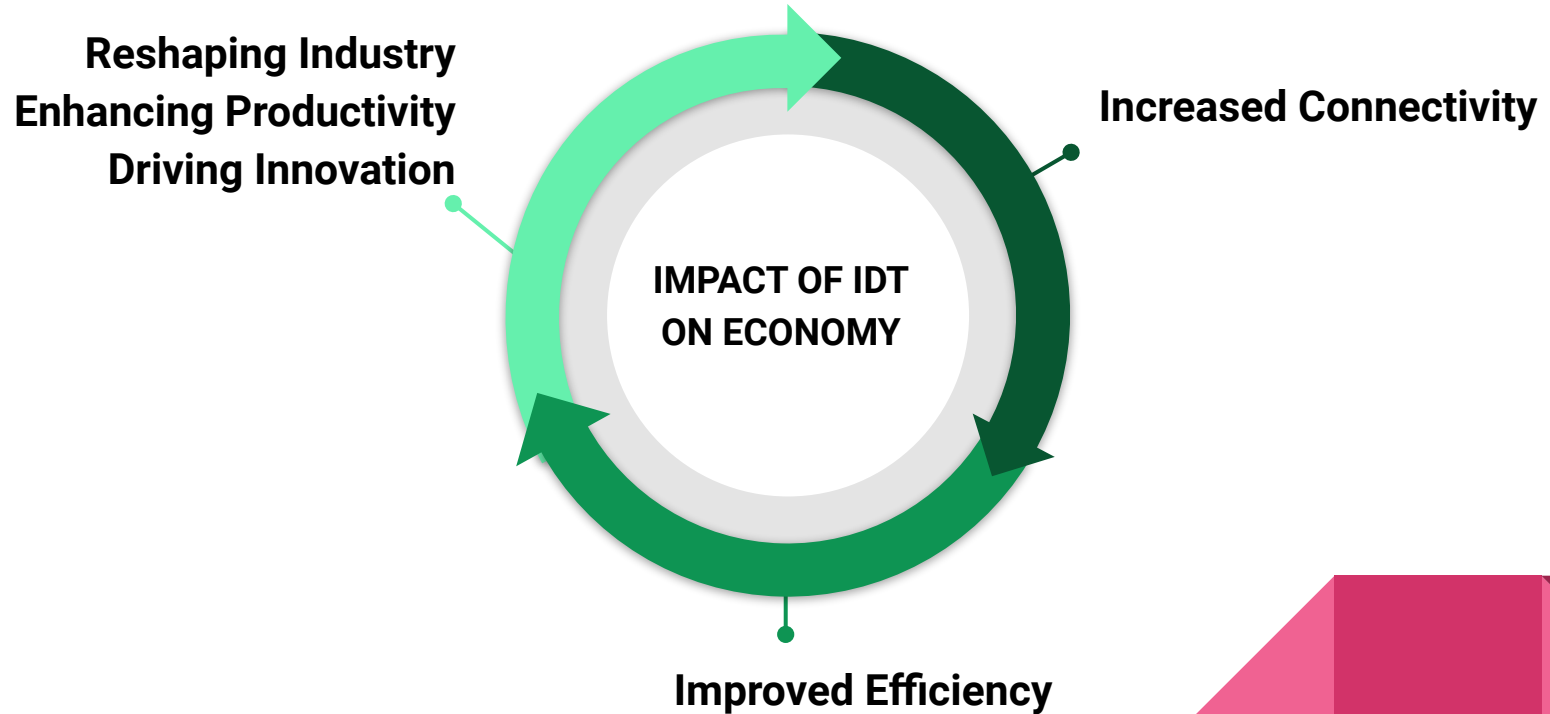 Reshaping Industry
Enhancing Productivity
Driving Innovation
Increased Connectivity
IMPACT OF IDT
ON ECONOMY
Improved Efficiency